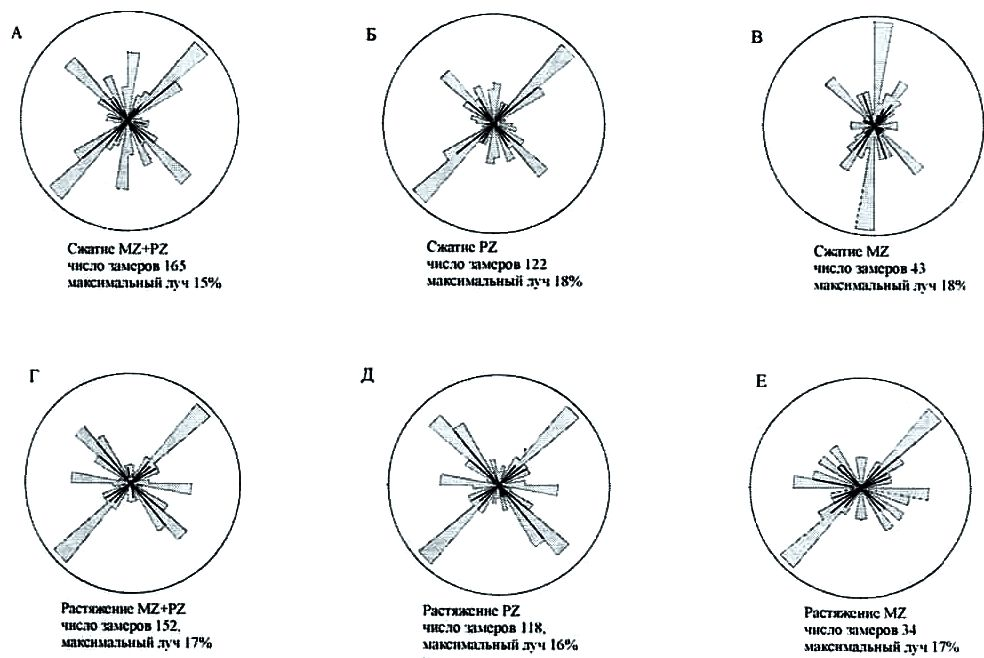 А
Б
В
Сжатие MZ+PZ
число замеров 165
максимальный луч 15%
Сжатие PZ
число замеров 122
максимальный луч 18%
Сжатие MZ
число замеров 43
максимальный луч 18%
Г
Д
Е
Растяжение MZ+PZ
число замеров 152,
максимальный луч 17%
Растяжение PZ
число замеров 118,
максимальный луч 16%
Растяжение MZ
число замеров 34
максимальный луч 17%